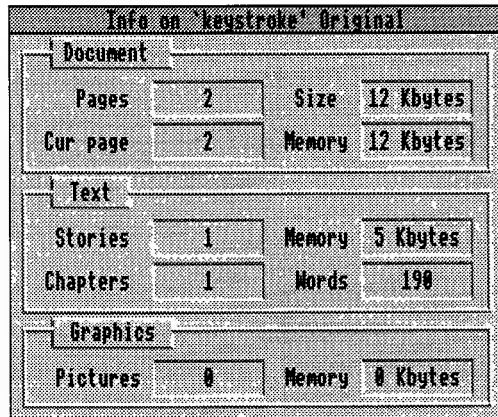 Info on 'keystroke' Original
Document
Pages 2 Size 12 Kbytes
Cur page 2 Memory 12 Kbytes
Text
Stories 1 Memory 5 Kbytes
Chapters 1 Words 190
Graphics
Pictures 0 Memory 0 Kbytes